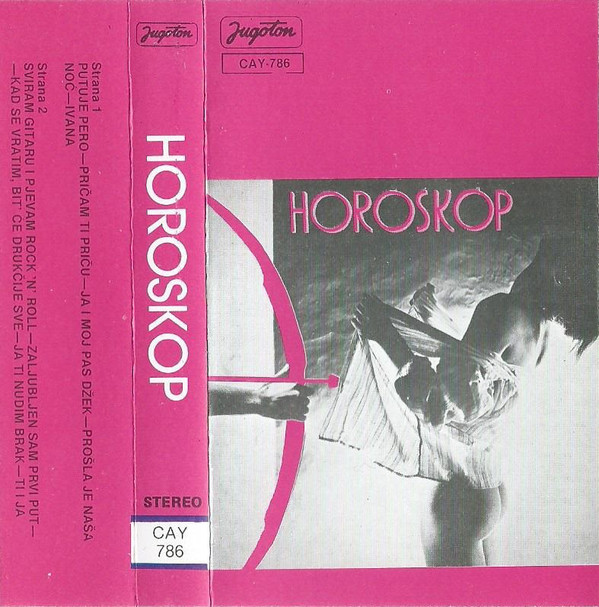 Strana 1
PUTUJE PERO—PRIČAM TI PRIČU—JA I MOJ PAS DŽEK—PROŠLA JE NAŠA
NOĆ—IVANA
Strana 2
SVIRAM GITARU I PJEVAM ROCK 'N' ROLL—ZALJUBLJEN SAM PRVI PUT—
—KAD SE VRATIM, BIT' ĆE DRUKČIJE SVE—JA TI NUDIM BRAK—TI I JA
Jugoton
HOROSKOP
STEREO
CAY
786
Jugoton
CAY-786
HOROSKOP